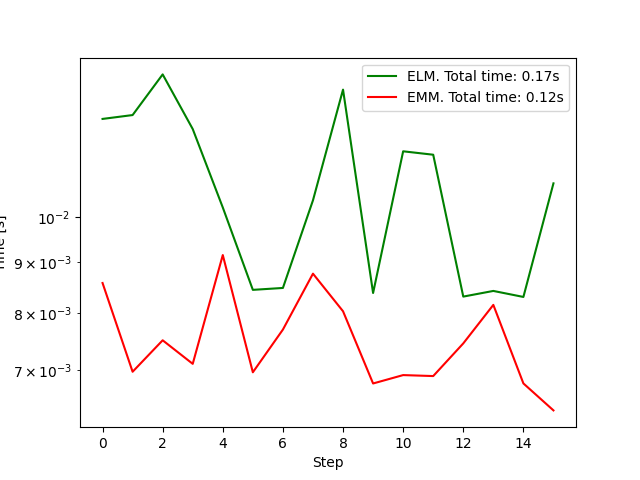 ELM. Total time: 0.17s
EMM. Total time: 0.12s
10⁻²
9 × 10⁻³
8 × 10⁻³
7 × 10⁻³
0 2 4 6 8 10 12 14
Step